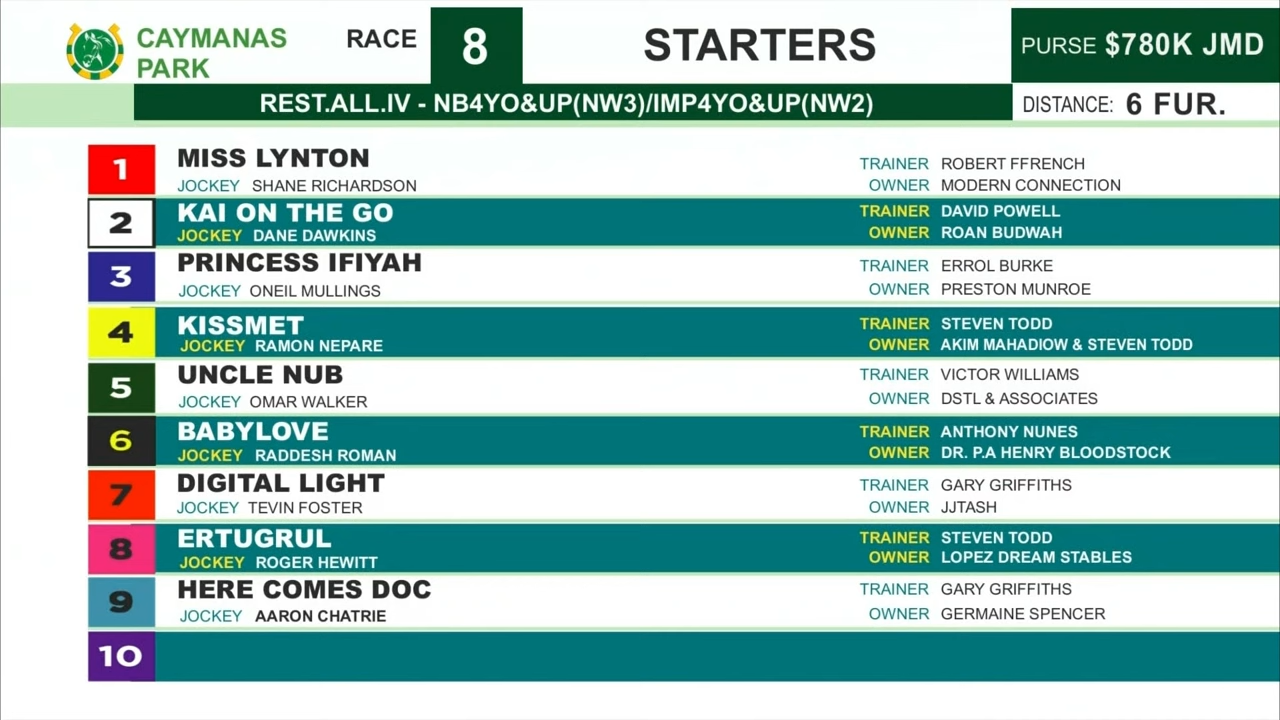 CAYMANAS PARK
RACE 8 STARTERS PURSE $780K JMD
REST.ALL.IV - NB4YO&UP(NW3)/IMP4YO&UP(NW2) DISTANCE: 6 FUR.
1 MISS LYNTON TRAINER ROBERT FFRENCH
JOCKEY SHANE RICHARDSON OWNER MODERN CONNECTION
2 KAI ON THE GO TRAINER DAVID POWELL
JOCKEY DANE DAWKINS OWNER ROAN BUDWAH
3 PRINCESS IFIYAH TRAINER ERROL BURKE
JOCKEY ONEIL MULLINGS OWNER PRESTON MUNROE
4 KISSMET TRAINER STEVEN TODD
JOCKEY RAMON NEPARE OWNER AKIM MAHADIOW & STEVEN TODD
5 UNCLE NUB TRAINER VICTOR WILLIAMS
JOCKEY OMAR WALKER OWNER DSTL & ASSOCIATES
6 BABYLOVE TRAINER ANTHONY NUNES
JOCKEY RADDESH ROMAN OWNER DR. P.A HENRY BLOODSTOCK
7 DIGITAL LIGHT TRAINER GARY GRIFFITHS
JOCKEY TEVIN FOSTER OWNER JJTASH
8 ERTUGRUL TRAINER STEVEN TODD
JOCKEY ROGER HEWITT OWNER LOPEZ DREAM STABLES
9 HERE COMES DOC TRAINER GARY GRIFFITHS
JOCKEY AARON CHATRIE OWNER GERMAINE SPENCER
10